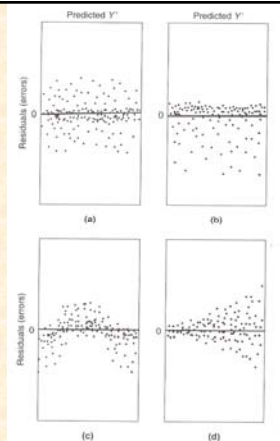 Predicted Y' Predicted Y'
Residuals (errors)
0 0
(a) (b)
Residuals (errors)
0 0
(c) (d)